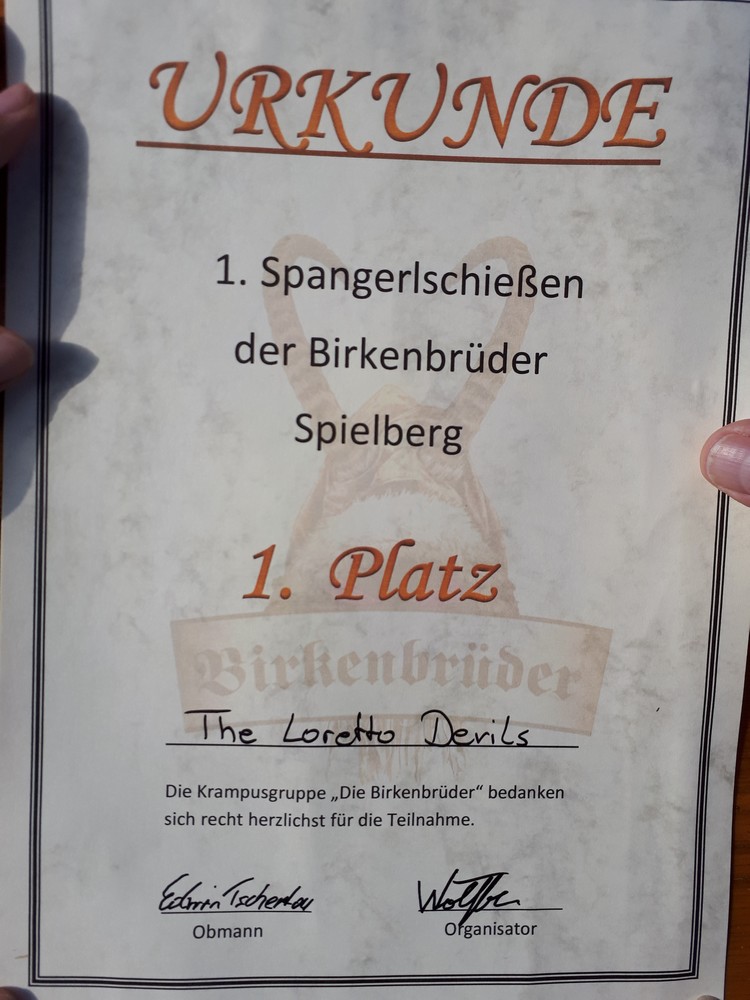 URKUNDE
1. Spangerlschießen
der Birkenbrüder
Spielberg
1. Platz
Birkenbrüder
The Loretto Devils
Die Krampusgruppe „Die Birkenbrüder“ bedanken
sich recht herzlichst für die Teilnahme.
Edwin
Obmann
Organisator